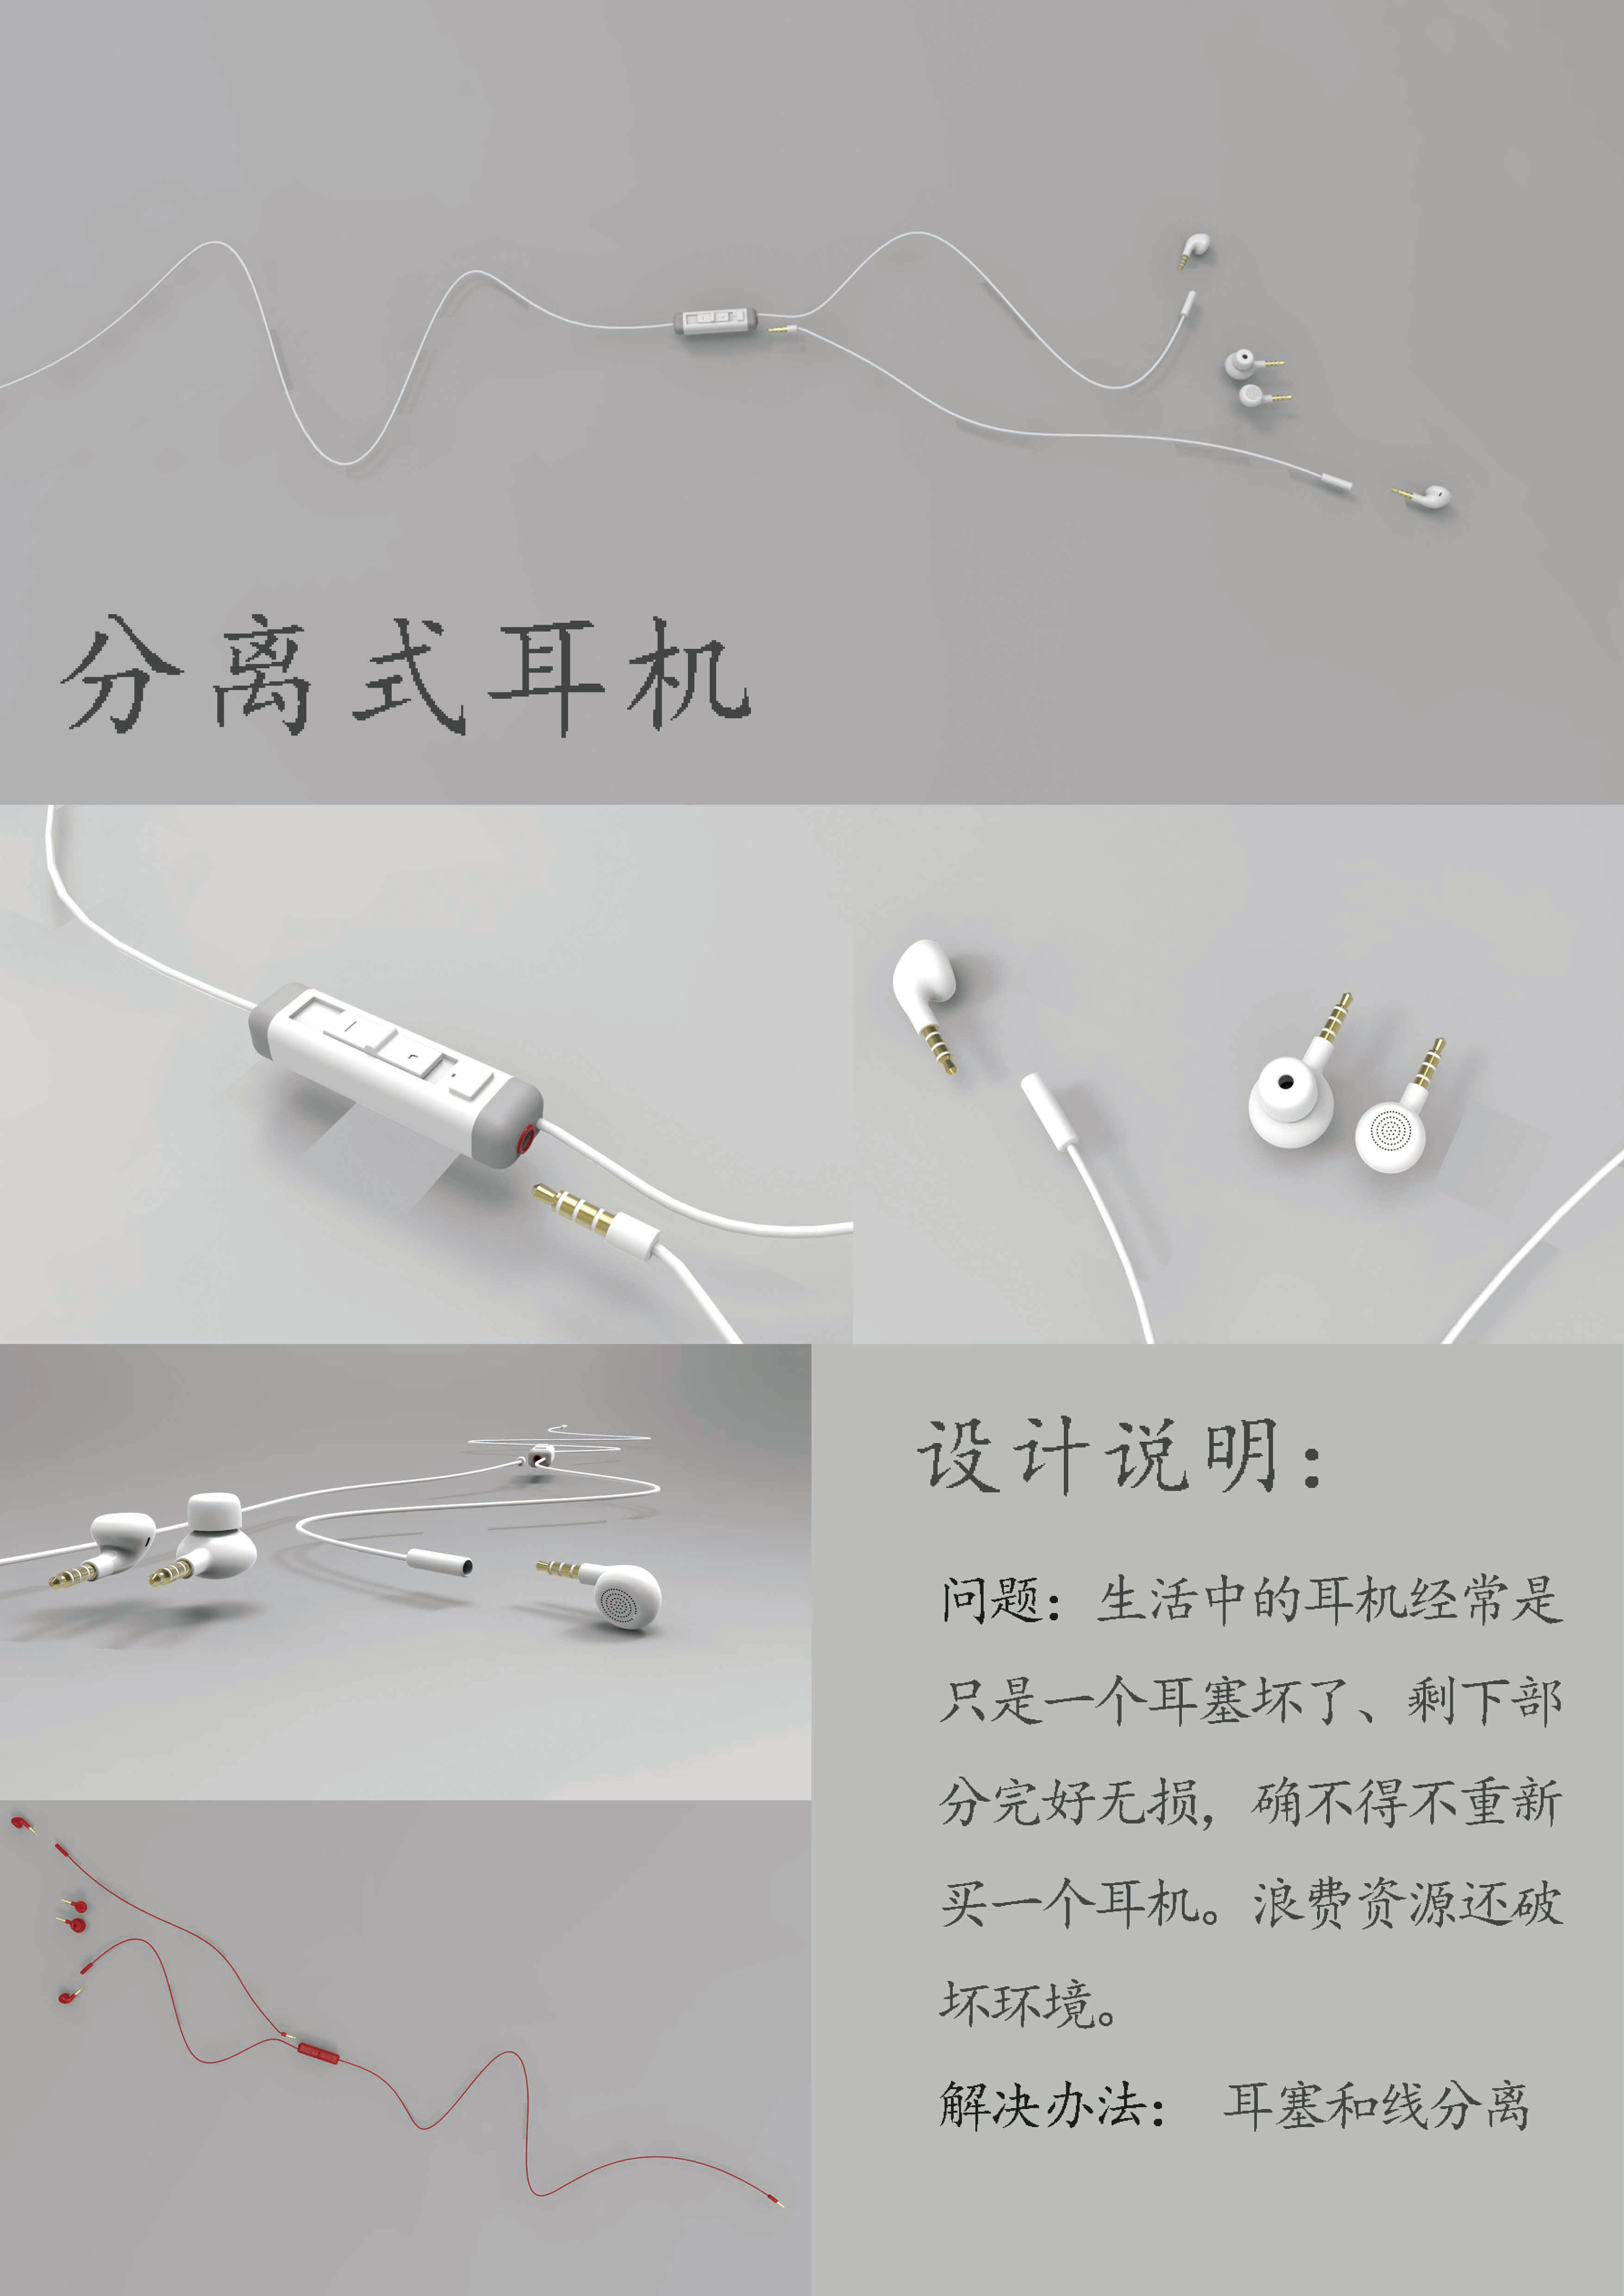 分离式耳机
设计说明：
问题：生活中的耳机经常是
只是一个耳塞坏了、剩下部
分完好无损，确不得不重新
买一个耳机。浪费资源还破
坏环境。
解决办法： 耳塞和线分离